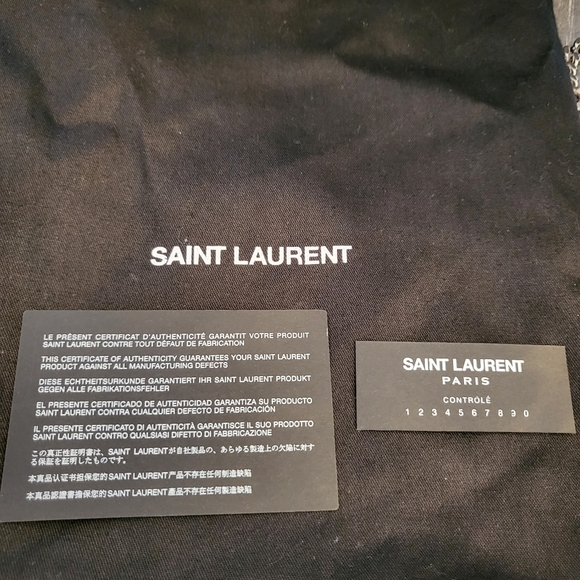 SAINT LAURENT
LE PRÉSENT CERTIFICAT D'AUTHENTICITÉ GARANTIT VOTRE PRODUIT
SAINT LAURENT CONTRE TOUT DÉFAUT DE FABRICATION
THIS CERTIFICATE OF AUTHENTICITY GUARANTEES YOUR SAINT LAURENT
PRODUCT AGAINST ALL MANUFACTURING DEFECTS
DIESE ECHTHEITSURKUNDE GARANTIERT IHR SAINT LAURENT PRODUKT
GEGEN ALLE FABRIKATIONSFEHLER
EL PRESENTE CERTIFICADO DE AUTENTICIDAD GARANTIZA SU PRODUCTO
SAINT LAURENT CONTRA CUALQUIER DEFECTO DE FABRICACIÓN
IL PRESENTE CERTIFICATO DI AUTENTICITÀ GARANTISCE IL SUO PRODOTTO
SAINT LAURENT CONTRO QUALSIASI DIFETTO DI FABBRICAZIONE
この真正性証明書は、SAINT LAURENTが自社製品の、あらゆる製造上の欠陥に対す
る保証を証明したものです。
本真品认证书担保您的SAINT LAURENT产品不存在任何制造缺陷
本真品認證書擔保您的SAINT LAURENT產品不存在任何製造缺陷
SAINT LAURENT
PARIS
CONTRÔLÉ
1 2 3 4 5 6 7 8 9 0